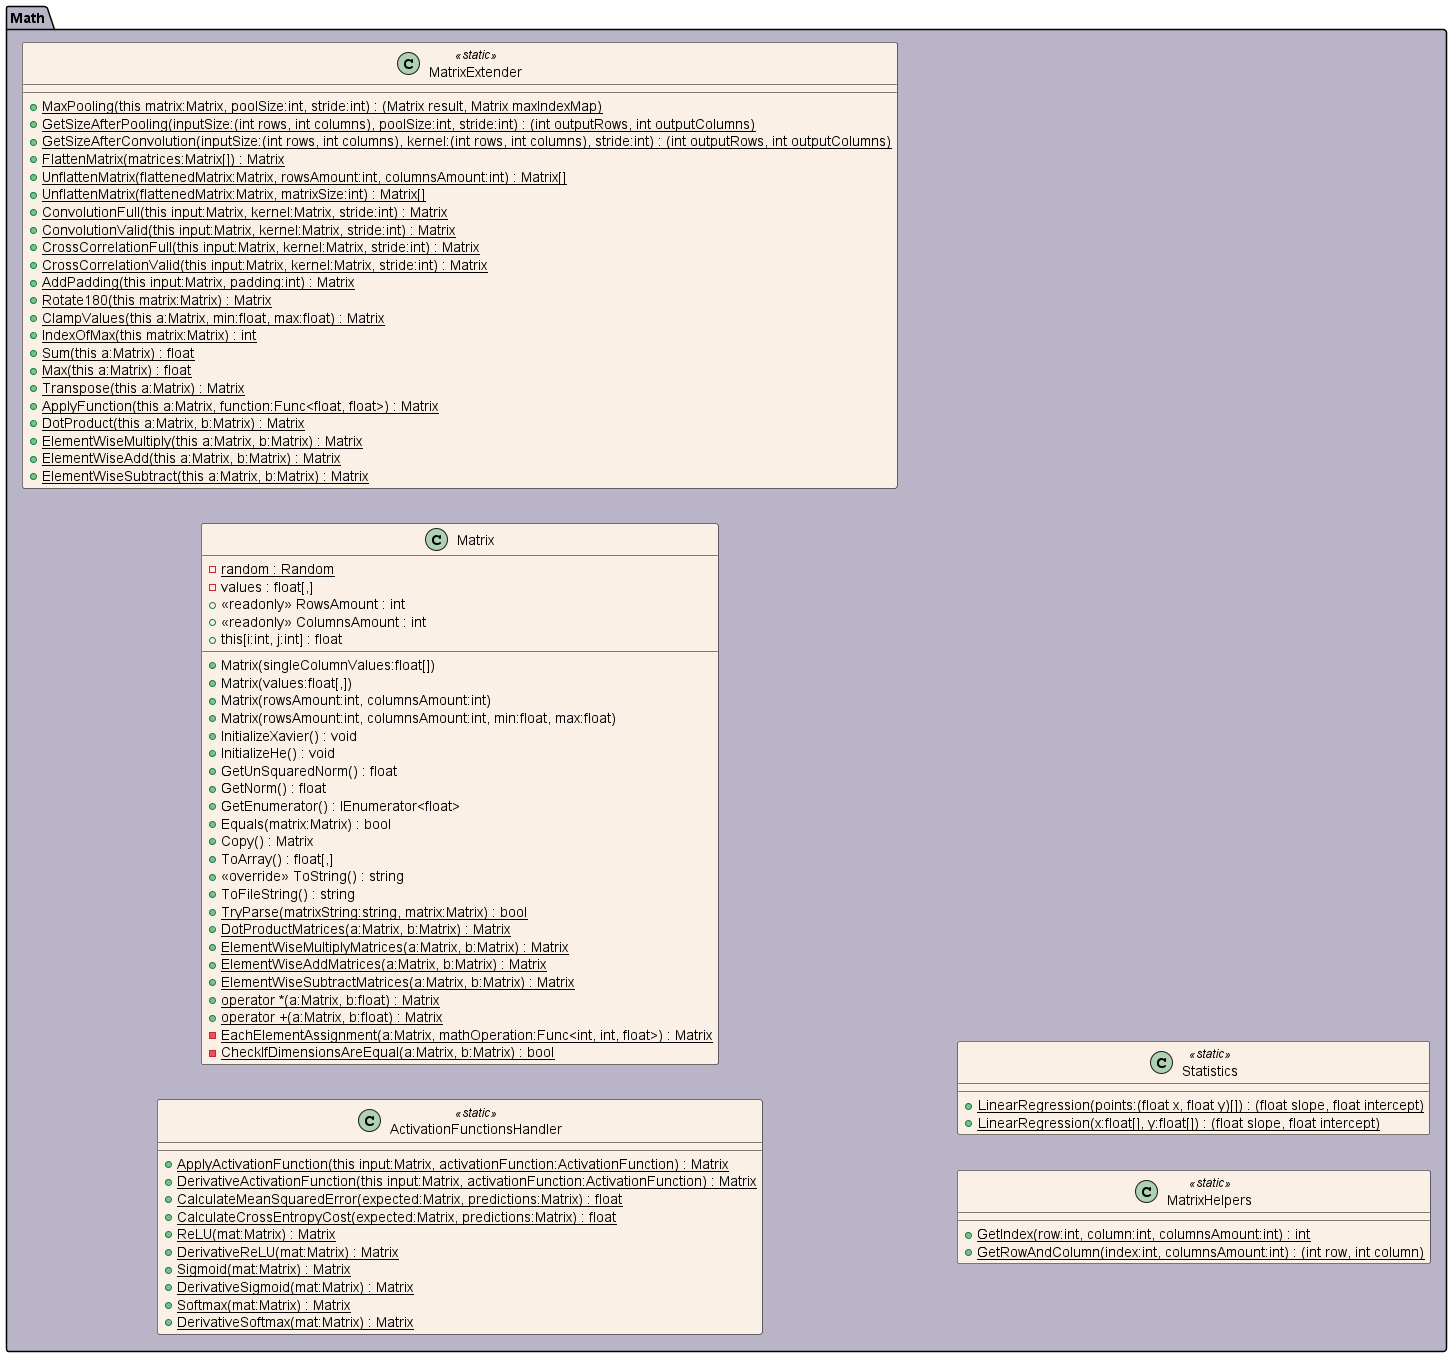 Math
«static»
C MatrixExtender
MaxPooling(this matrix:Matrix, poolSize:int, stride:int) : (Matrix result, Matrix maxIndexMap)
GetSizeAfterPooling(inputSize:(int rows, int columns), poolSize:int, stride:int) : (int outputRows, int outputColumns)
GetSizeAfterConvolution(inputSize:(int rows, int columns), kernel:(int rows, int columns), stride:int) : (int outputRows, int outputColumns)
FlattenMatrix(matrices:Matrix[]) : Matrix
UnflattenMatrix(flattenedMatrix:Matrix, rowsAmount:int, columnsAmount:int) : Matrix[]
UnflattenMatrix(flattenedMatrix:Matrix, matrixSize:int) : Matrix[]
ConvolutionFull(this input:Matrix, kernel:Matrix, stride:int) : Matrix
ConvolutionValid(this input:Matrix, kernel:Matrix, stride:int) : Matrix
CrossCorrelationFull(this input:Matrix, kernel:Matrix, stride:int) : Matrix
CrossCorrelationValid(this input:Matrix, kernel:Matrix, stride:int) : Matrix
AddPadding(this input:Matrix, padding:int) : Matrix
Rotate180(this matrix:Matrix) : Matrix
ClampValues(this a:Matrix, min:float, max:float) : Matrix
IndexOfMax(this matrix:Matrix) : int
Sum(this a:Matrix) : float
Max(this a:Matrix) : float
Transpose(this a:Matrix) : Matrix
ApplyFunction(this a:Matrix, function:Func<float, float>) : Matrix
DotProduct(this a:Matrix, b:Matrix) : Matrix
ElementWiseMultiply(this a:Matrix, b:Matrix) : Matrix
ElementWiseAdd(this a:Matrix, b:Matrix) : Matrix
ElementWiseSubtract(this a:Matrix, b:Matrix) : Matrix
C Matrix
random : Random
values : float[,]
«readonly» RowsAmount : int
«readonly» ColumnsAmount : int
this[i:int, j:int] : float
Matrix(singleColumnValues:float[])
Matrix(values:float[,])
Matrix(rowsAmount:int, columnsAmount:int)
Matrix(rowsAmount:int, columnsAmount:int, min:float, max:float)
InitializeXavier() : void
InitializeHe() : void
GetUnSquaredNorm() : float
GetNorm() : float
GetEnumerator() : IEnumerator<float>
Equals(matrix:Matrix) : bool
Copy() : Matrix
ToArray() : float[,]
«override» ToString() : string
ToFileString() : string
TryParse(matrixString:string, matrix:Matrix) : bool
DotProductMatrices(a:Matrix, b:Matrix) : Matrix
ElementWiseMultiplyMatrices(a:Matrix, b:Matrix) : Matrix
ElementWiseAddMatrices(a:Matrix, b:Matrix) : Matrix
ElementWiseSubtractMatrices(a:Matrix, b:Matrix) : Matrix
operator *(a:Matrix, b:float) : Matrix
operator +(a:Matrix, b:float) : Matrix
EachElementAssignment(a:Matrix, mathOperation:Func<int, int, float>) : Matrix
CheckIfDimensionsAreEqual(a:Matrix, b:Matrix) : bool
«static»
C ActivationFunctionsHandler
ApplyActivationFunction(this input:Matrix, activationFunction:ActivationFunction) : Matrix
DerivativeActivationFunction(this input:Matrix, activationFunction:ActivationFunction) : Matrix
CalculateMeanSquaredError(expected:Matrix, predictions:Matrix) : float
CalculateCrossEntropyCost(expected:Matrix, predictions:Matrix) : float
ReLU(mat:Matrix) : Matrix
DerivativeReLU(mat:Matrix) : Matrix
Sigmoid(mat:Matrix) : Matrix
DerivativeSigmoid(mat:Matrix) : Matrix
Softmax(mat:Matrix) : Matrix
DerivativeSoftmax(mat:Matrix) : Matrix
«static»
C Statistics
LinearRegression(points:(float x, float y)[]) : (float slope, float intercept)
LinearRegression(x:float[], y:float[]) : (float slope, float intercept)
«static»
C MatrixHelpers
GetIndex(row:int, column:int, columnsAmount:int) : int
GetRowAndColumn(index:int, columnsAmount:int) : (int row, int column)